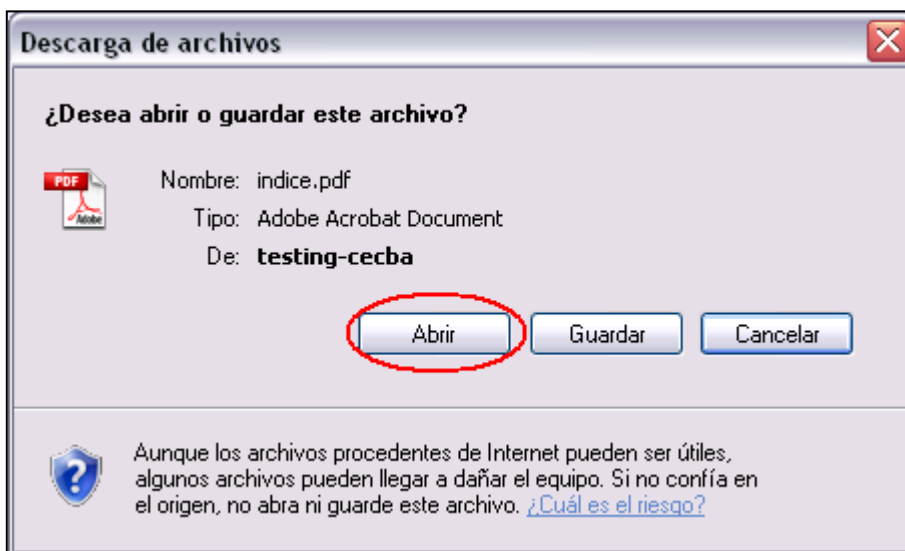 Descarga de archivos
¿Desea abrir o guardar este archivo?
PDF
Adobe
Nombre: indice.pdf
Tipo: Adobe Acrobat Document
De: testing-cecba
Abrir Guardar Cancelar
Aunque los archivos procedentes de Internet pueden ser útiles,
algunos archivos pueden llegar a dañar el equipo. Si no confía en
el origen, no abra ni guarde este archivo. ¿Cuál es el riesgo?